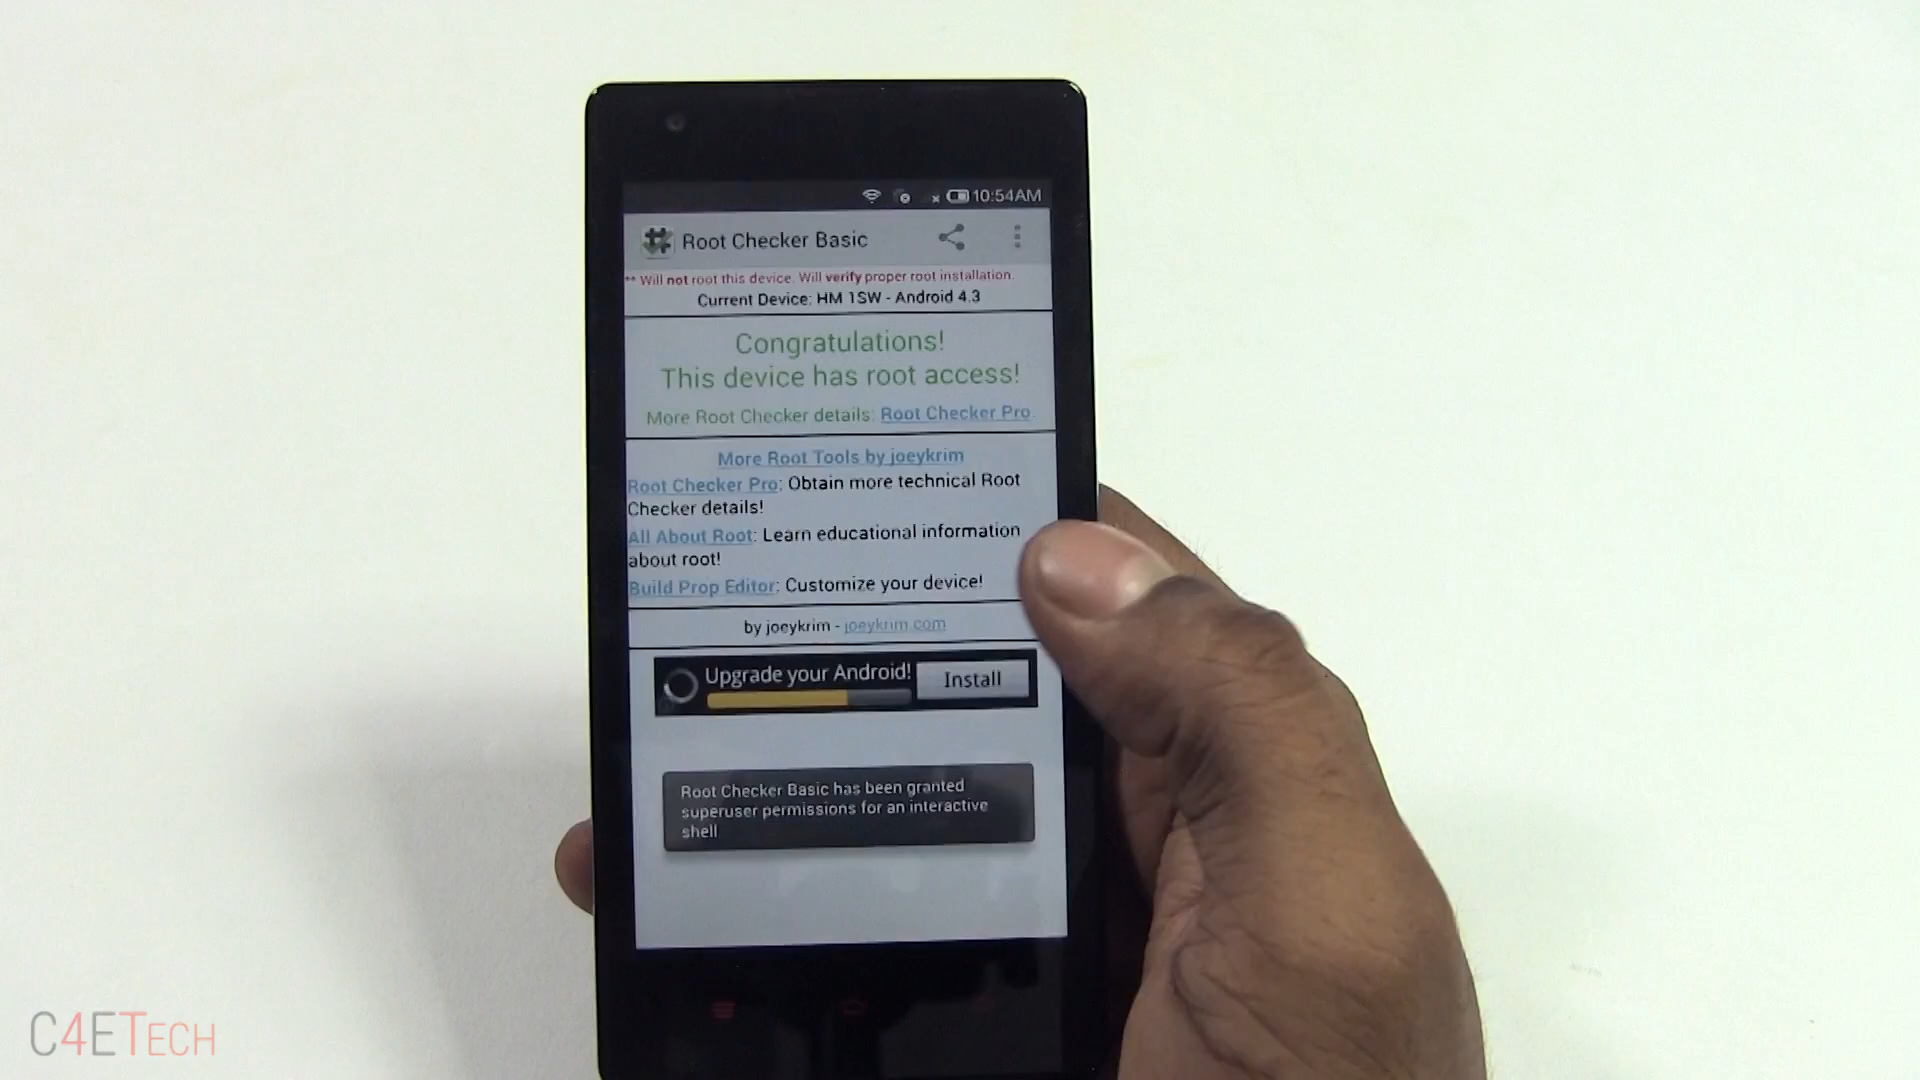 10:54AM
Root Checker Basic
** Will not root this device. Will verify proper root installation.
Current Device: HM 1SW - Android 4.3
Congratulations!
This device has root access!
More Root Checker details: Root Checker Pro.
More Root Tools by joeykrim
Root Checker Pro: Obtain more technical Root
Checker details!
All About Root: Learn educational information
about root!
Build Prop Editor: Customize your device!
by joeykrim - joeykrim.com
Upgrade your Android!
Install
Root Checker Basic has been granted
superuser permissions for an interactive
shell
C4ETECH